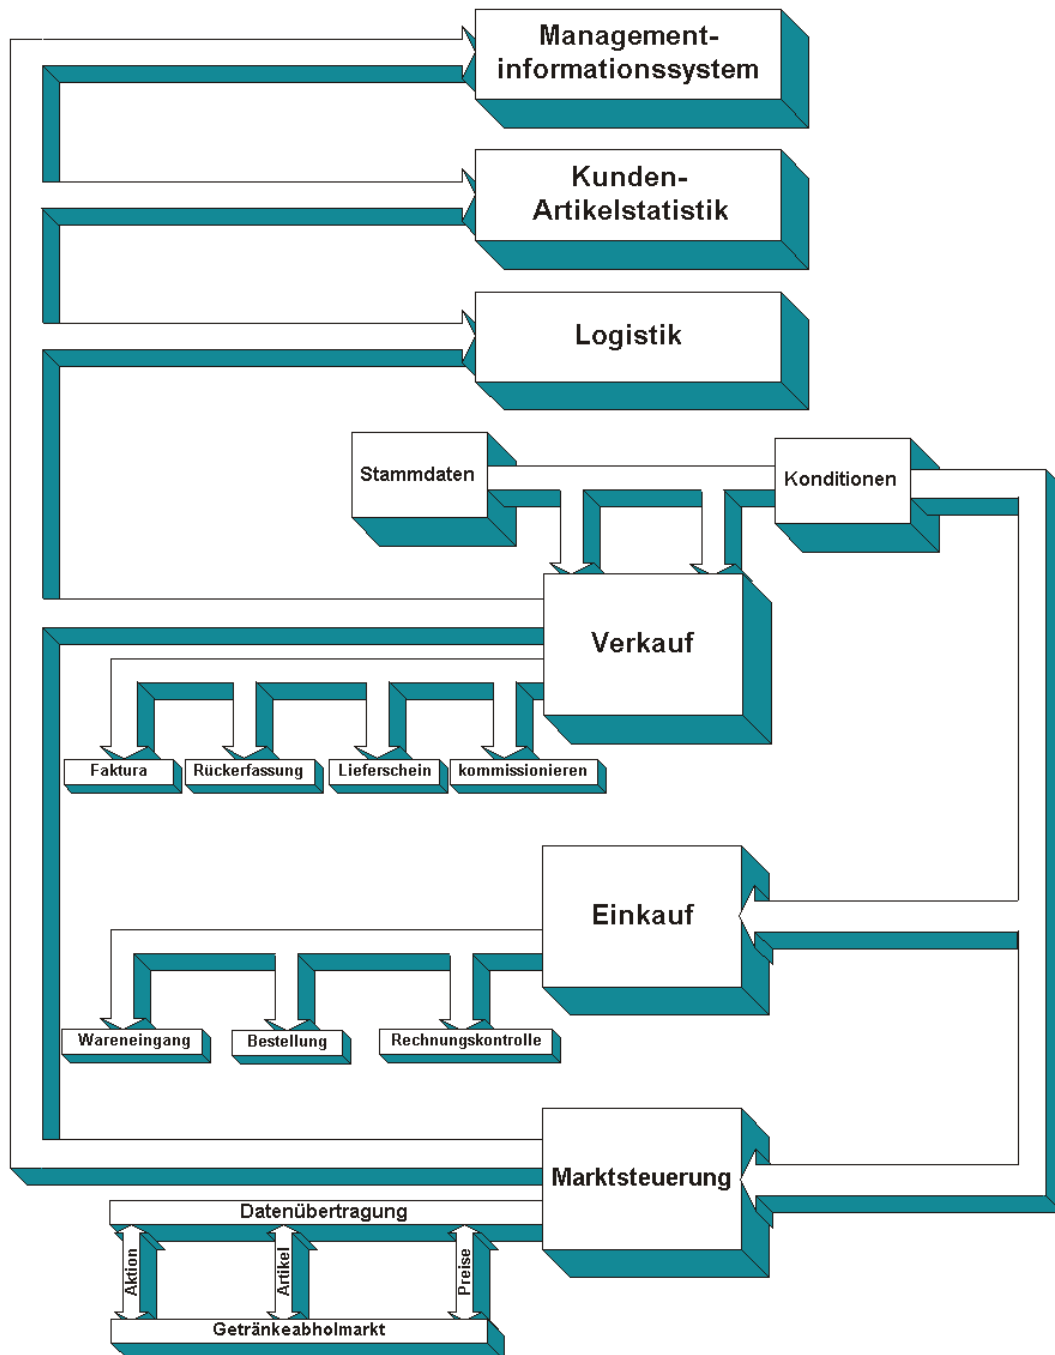 Management-
informationssystem
Kunden-
Artikelstatistik
Logistik
Stammdaten
Konditionen
Verkauf
Faktura
Rückerfassung
Lieferschein
kommissionieren
Einkauf
Wareneingang
Bestellung
Rechnungskontrolle
Marktsteuerung
Datenübertragung
Aktion
Artikel
Preise
Getränkeabholmarkt